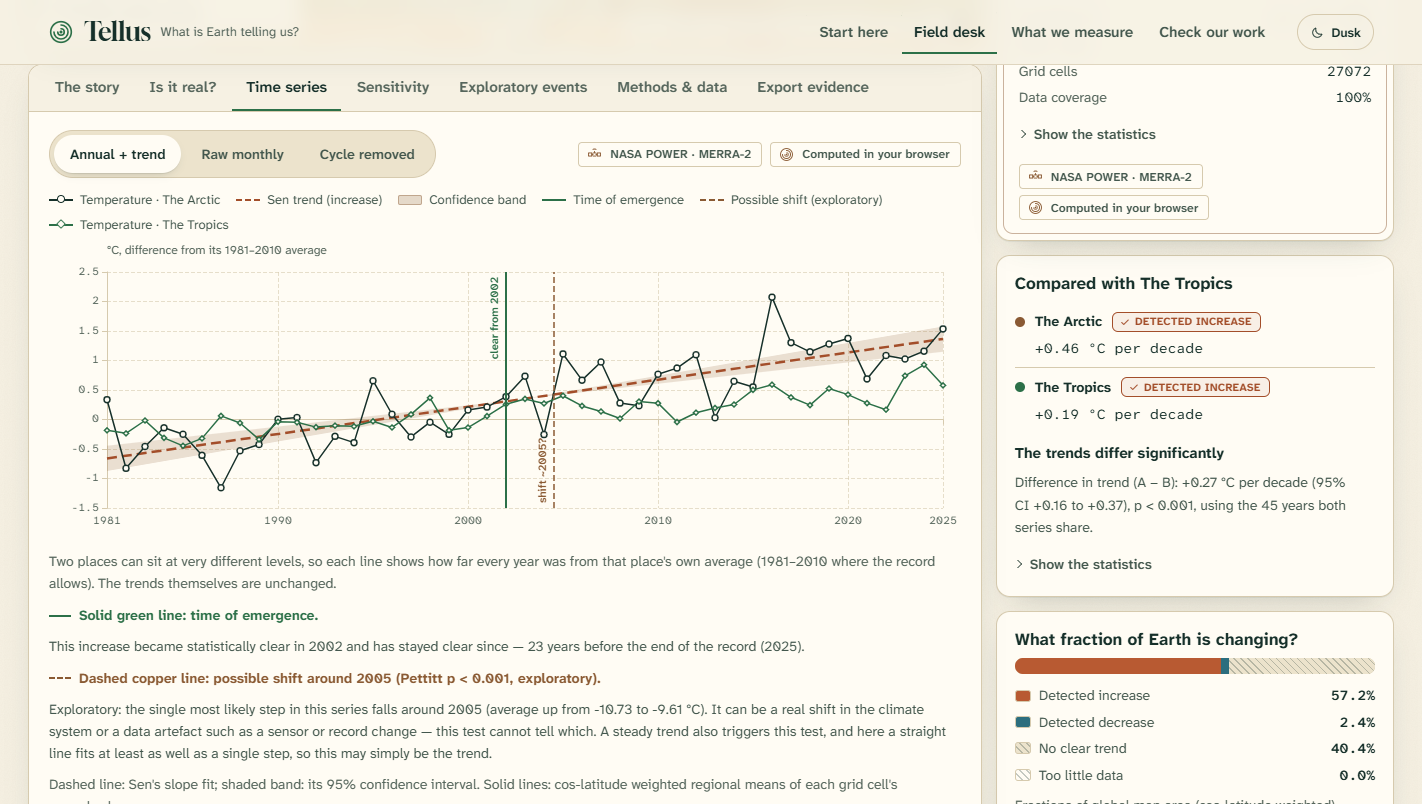 Tellus
What is Earth telling us?
Start here
Field desk
What we measure
Check our work
Dusk
The story
Is it real?
Time series
Sensitivity
Exploratory events
Methods & data
Export evidence
Annual + trend
Raw monthly
Cycle removed
NASA POWER · MERRA-2
Computed in your browser
Temperature · The Arctic
Sen trend (increase)
Confidence band
Time of emergence
Possible shift (exploratory)
Temperature · The Tropics
°C, difference from its 1981–2010 average
2.5
2
1.5
1
0.5
0
-0.5
-1
-1.5
clear from 2002
shift ~2005?
1981
1990
2000
2010
2020
2025
Two places can sit at very different levels, so each line shows how far every year was from that place's own average (1981–2010 where the record
allows). The trends themselves are unchanged.
Solid green line: time of emergence.
This increase became statistically clear in 2002 and has stayed clear since — 23 years before the end of the record (2025).
Dashed copper line: possible shift around 2005 (Pettitt p < 0.001, exploratory).
Exploratory: the single most likely step in this series falls around 2005 (average up from -10.73 to -9.61 °C). It can be a real shift in the climate
system or a data artefact such as a sensor or record change — this test cannot tell which. A steady trend also triggers this test, and here a straight
line fits at least as well as a single step, so this may simply be the trend.
Dashed line: Sen's slope fit; shaded band: its 95% confidence interval. Solid lines: cos-latitude weighted regional means of each grid cell's
Grid cells
27072
Data coverage
100%
Show the statistics
NASA POWER · MERRA-2
Computed in your browser
Compared with The Tropics
The Arctic
DETECTED INCREASE
+0.46 °C per decade
The Tropics
DETECTED INCREASE
+0.19 °C per decade
The trends differ significantly
Difference in trend (A − B): +0.27 °C per decade (95%
CI +0.16 to +0.37), p < 0.001, using the 45 years both
series share.
Show the statistics
What fraction of Earth is changing?
Detected increase
57.2%
Detected decrease
2.4%
No clear trend
40.4%
Too little data
0.0%
Fractions of global map area (cos-latitude weighted)